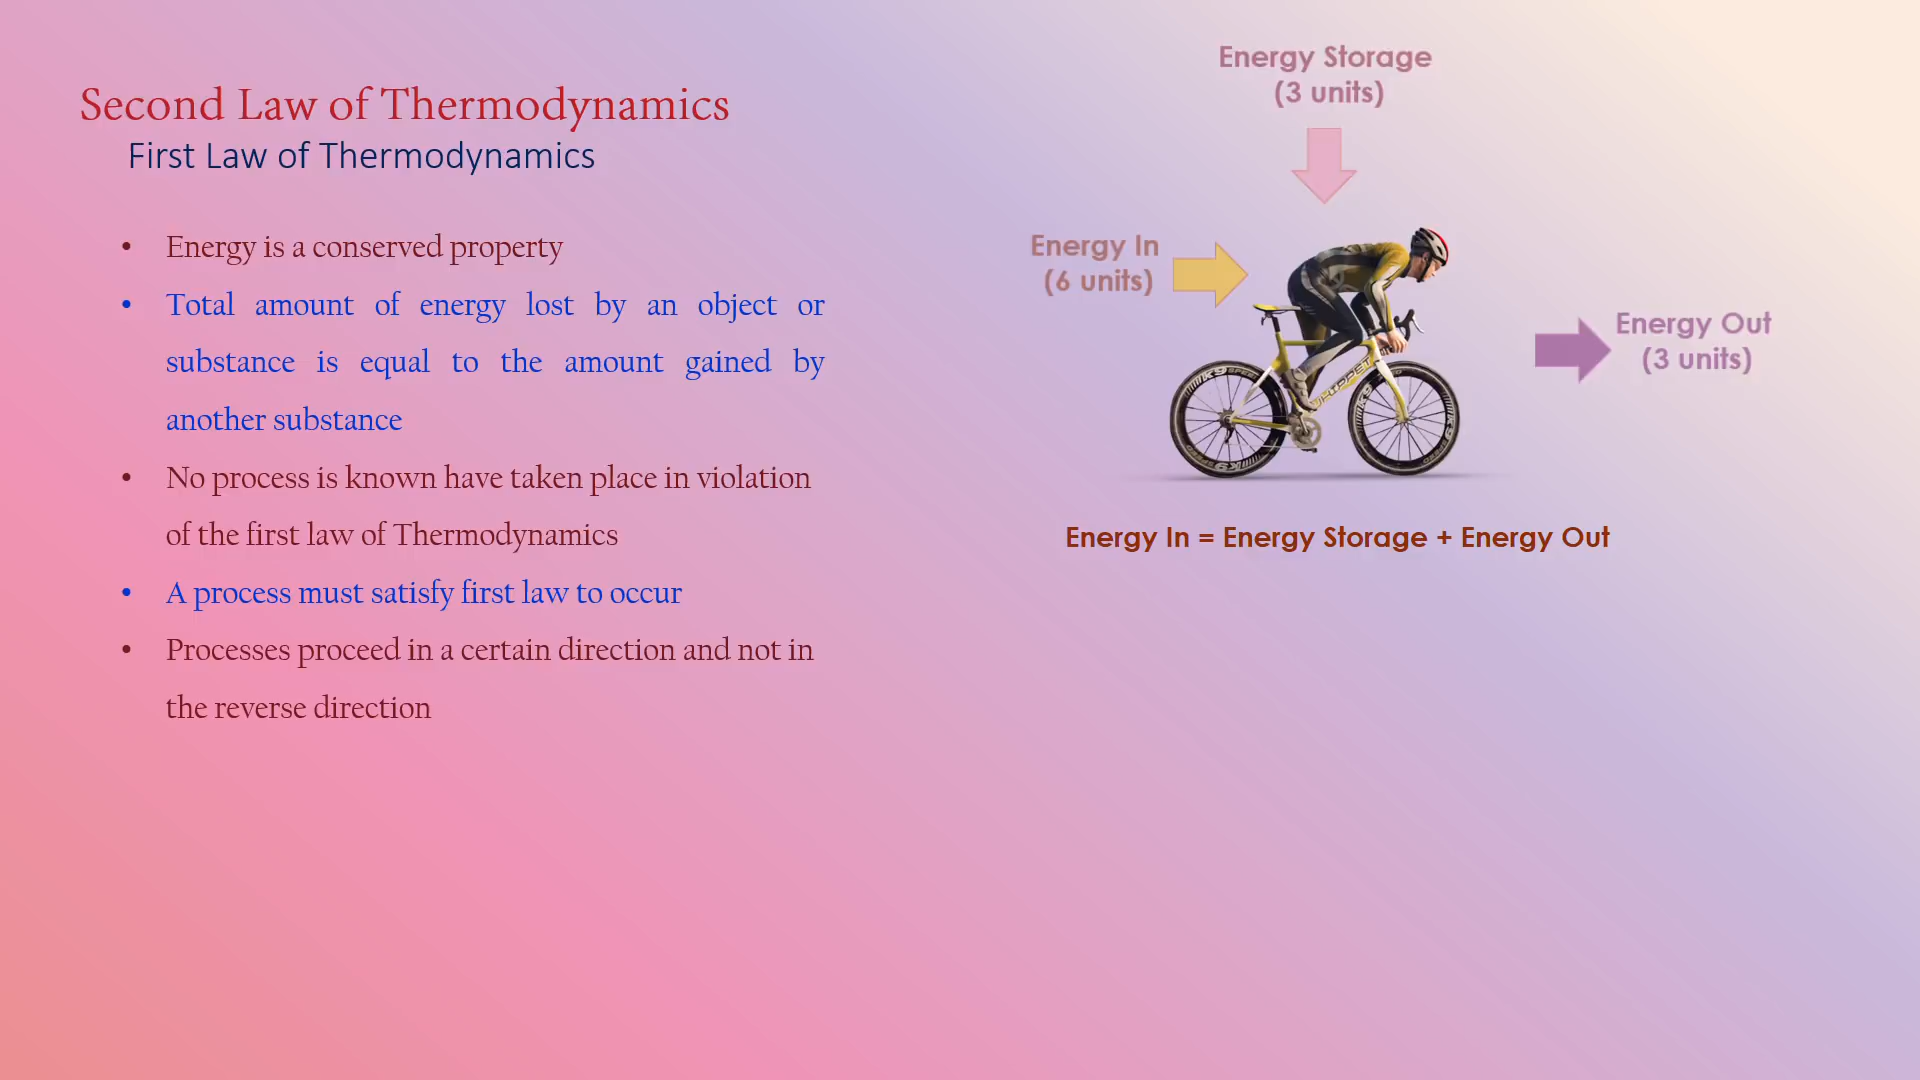 Second Law of Thermodynamics
First Law of Thermodynamics
• Energy is a conserved property
• Total amount of energy lost by an object or
substance is equal to the amount gained by
another substance
• No process is known have taken place in violation
of the first law of Thermodynamics
• A process must satisfy first law to occur
• Processes proceed in a certain direction and not in
the reverse direction
Energy Storage
(3 units)
Energy In
(6 units)
Energy Out
(3 units)
K9
K9
K9
K9
Energy In = Energy Storage + Energy Out